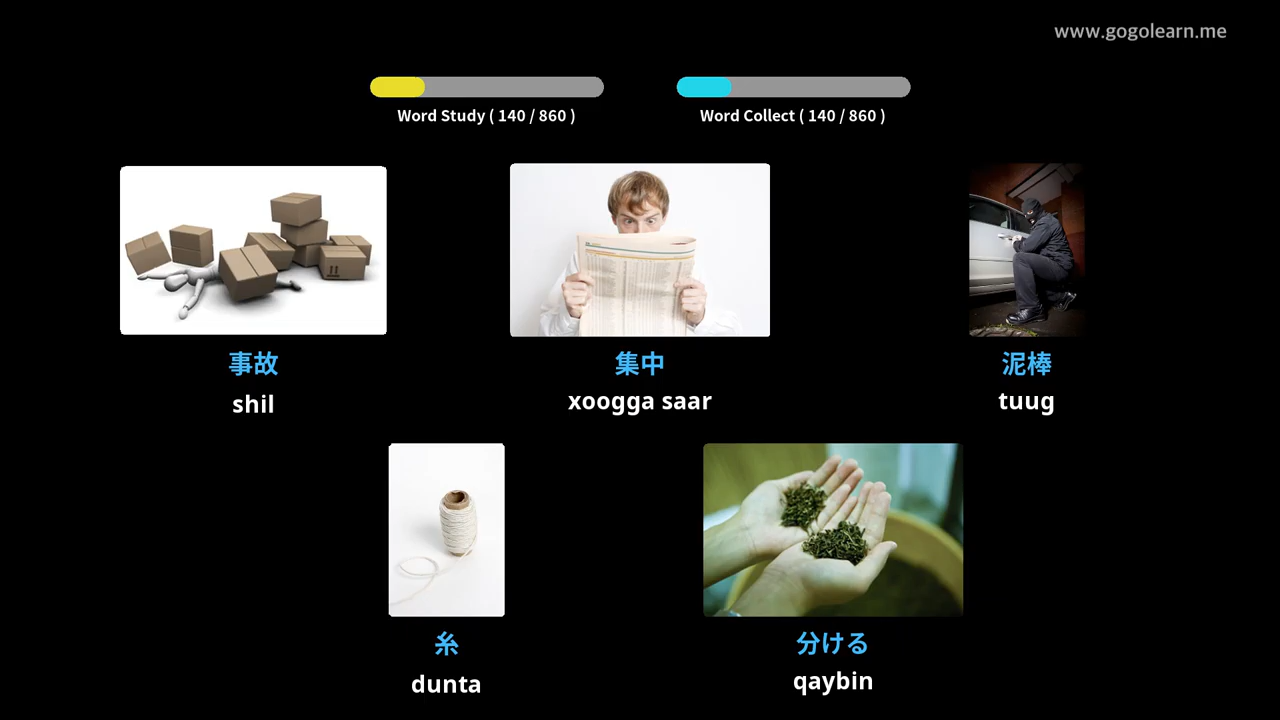 www.gogolearn.me
Word Study ( 140 / 860 )
Word Collect ( 140 / 860 )
事故
shil
集中
xoogga saar
泥棒
tuug
糸
dunta
分ける
qaybin